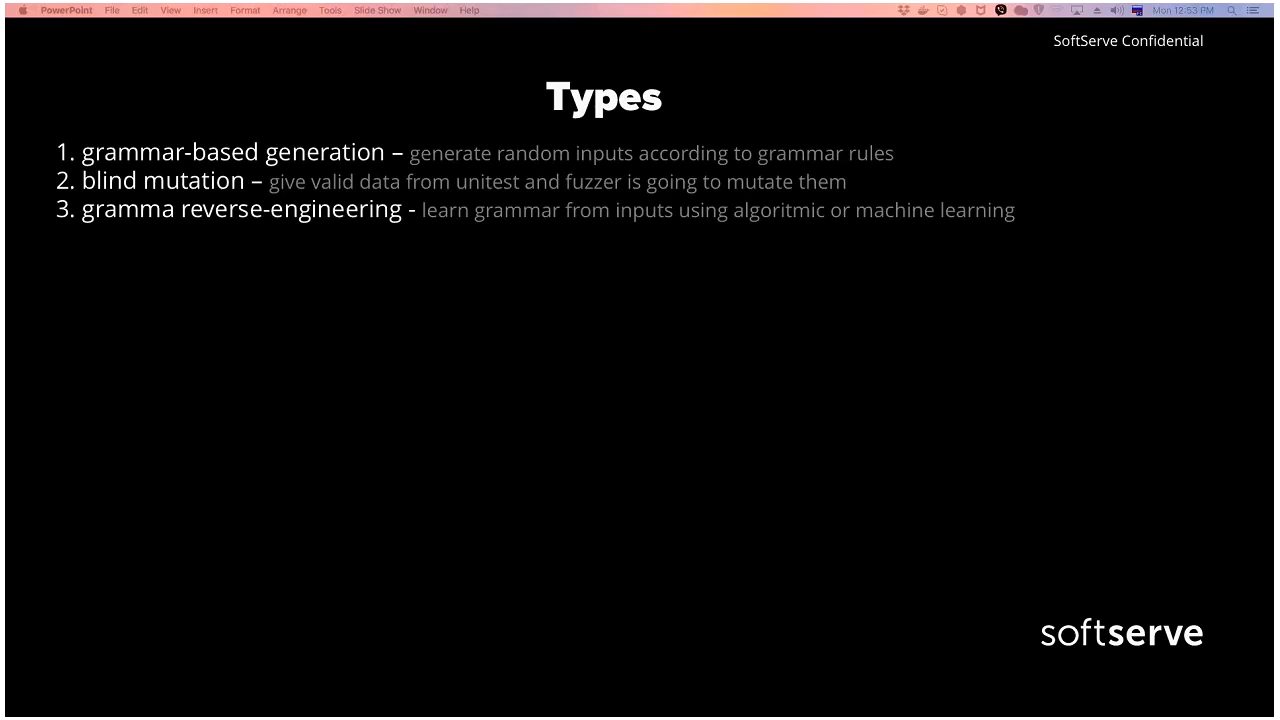 PowerPoint File Edit View Insert Format Arrange Tools Slide Show Window Help Mon 12:53 PM
SoftServe Confidential
Types
1. grammar-based generation – generate random inputs according to grammar rules
2. blind mutation – give valid data from unitest and fuzzer is going to mutate them
3. gramma reverse-engineering - learn grammar from inputs using algoritmic or machine learning
softserve